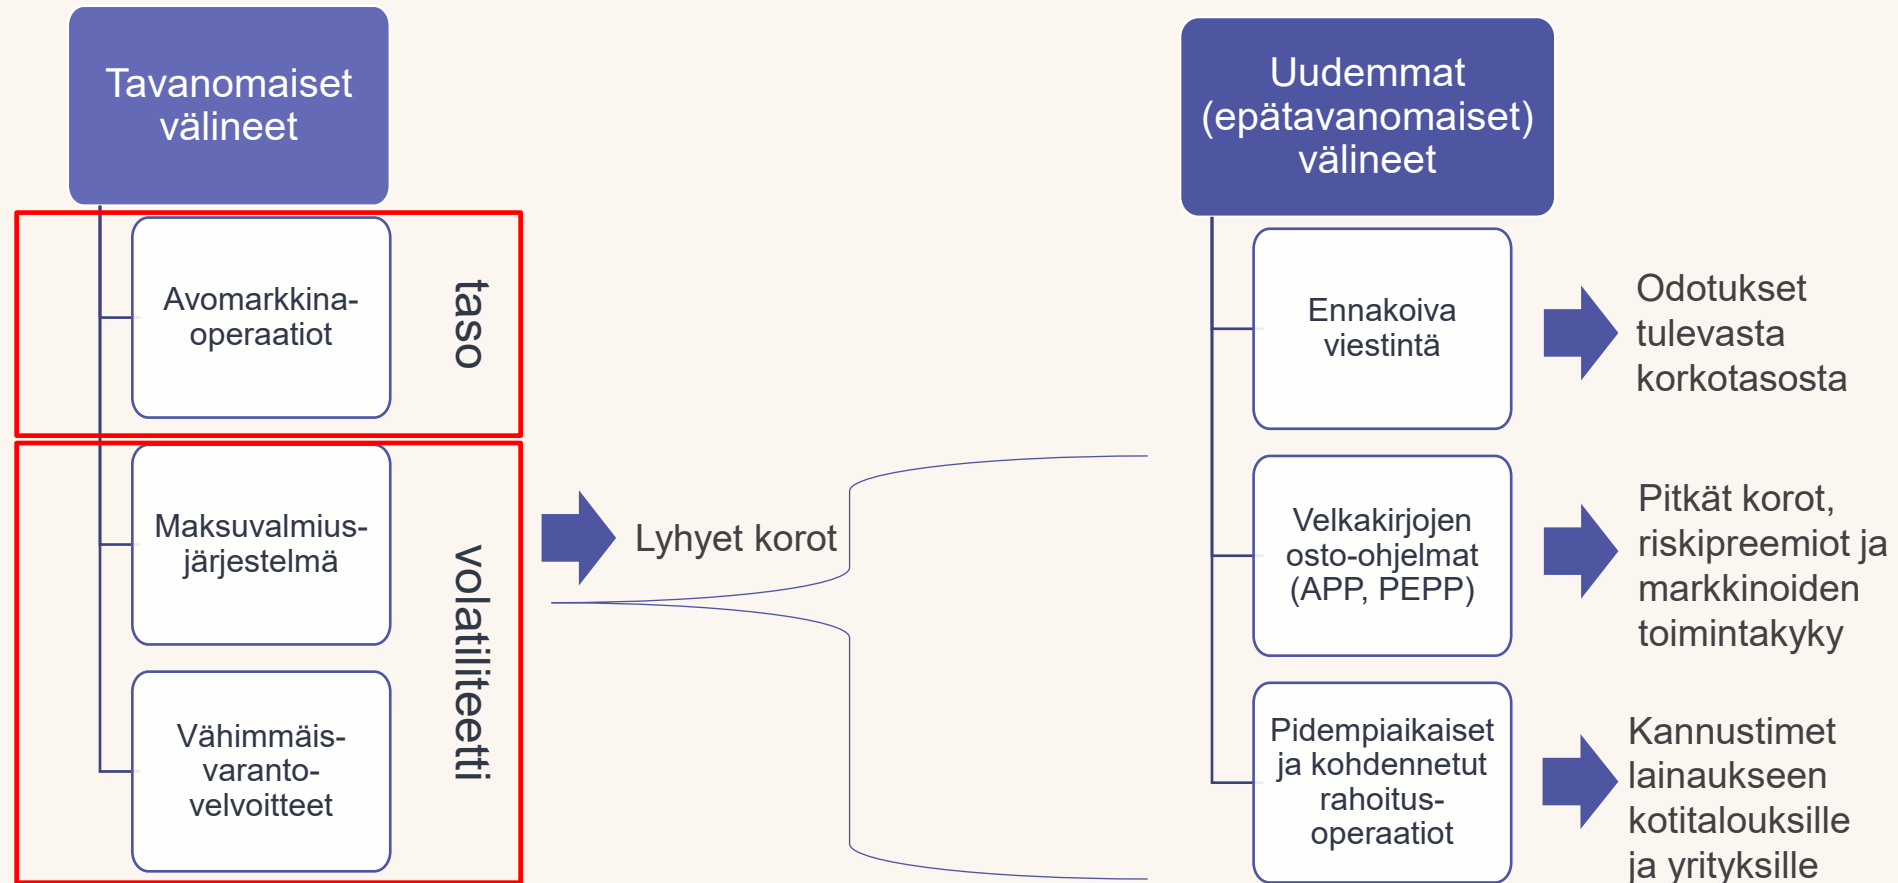 Tavanomaiset
välineet
Avomarkkina-
operaatiot
taso
Maksuvalmius-
järjestelmä
Vähimmäis-
varanto-
velvoitteet
volatiliteetti
Lyhyet korot
Uudemmat
(epätavanomaiset)
välineet
Ennakoiva
viestintä
Odotukset
tulevasta
korkotasosta
Velkakirjojen
osto-ohjelmat
(APP, PEPP)
Pitkät korot,
riskipreemiot ja
markkinoiden
toimintakyky
Pidempiaikaiset
ja kohdennetut
rahoitus-
operaatiot
Kannustimet
lainaukseen
kotitalouksille
ja yrityksille